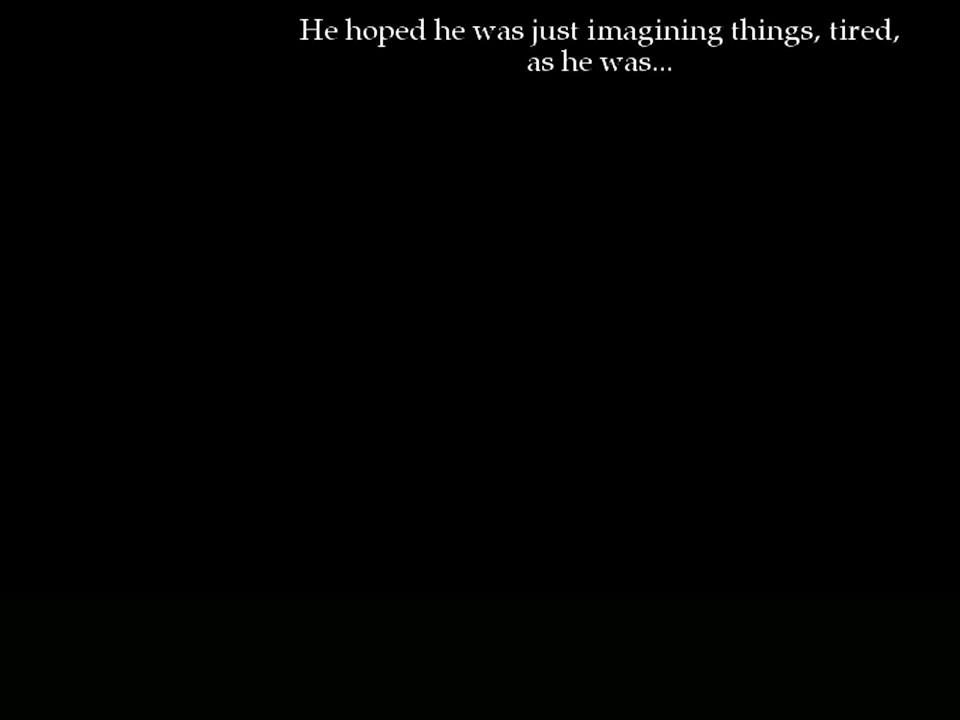 He hoped he was just imagining things, tired,
as he was...